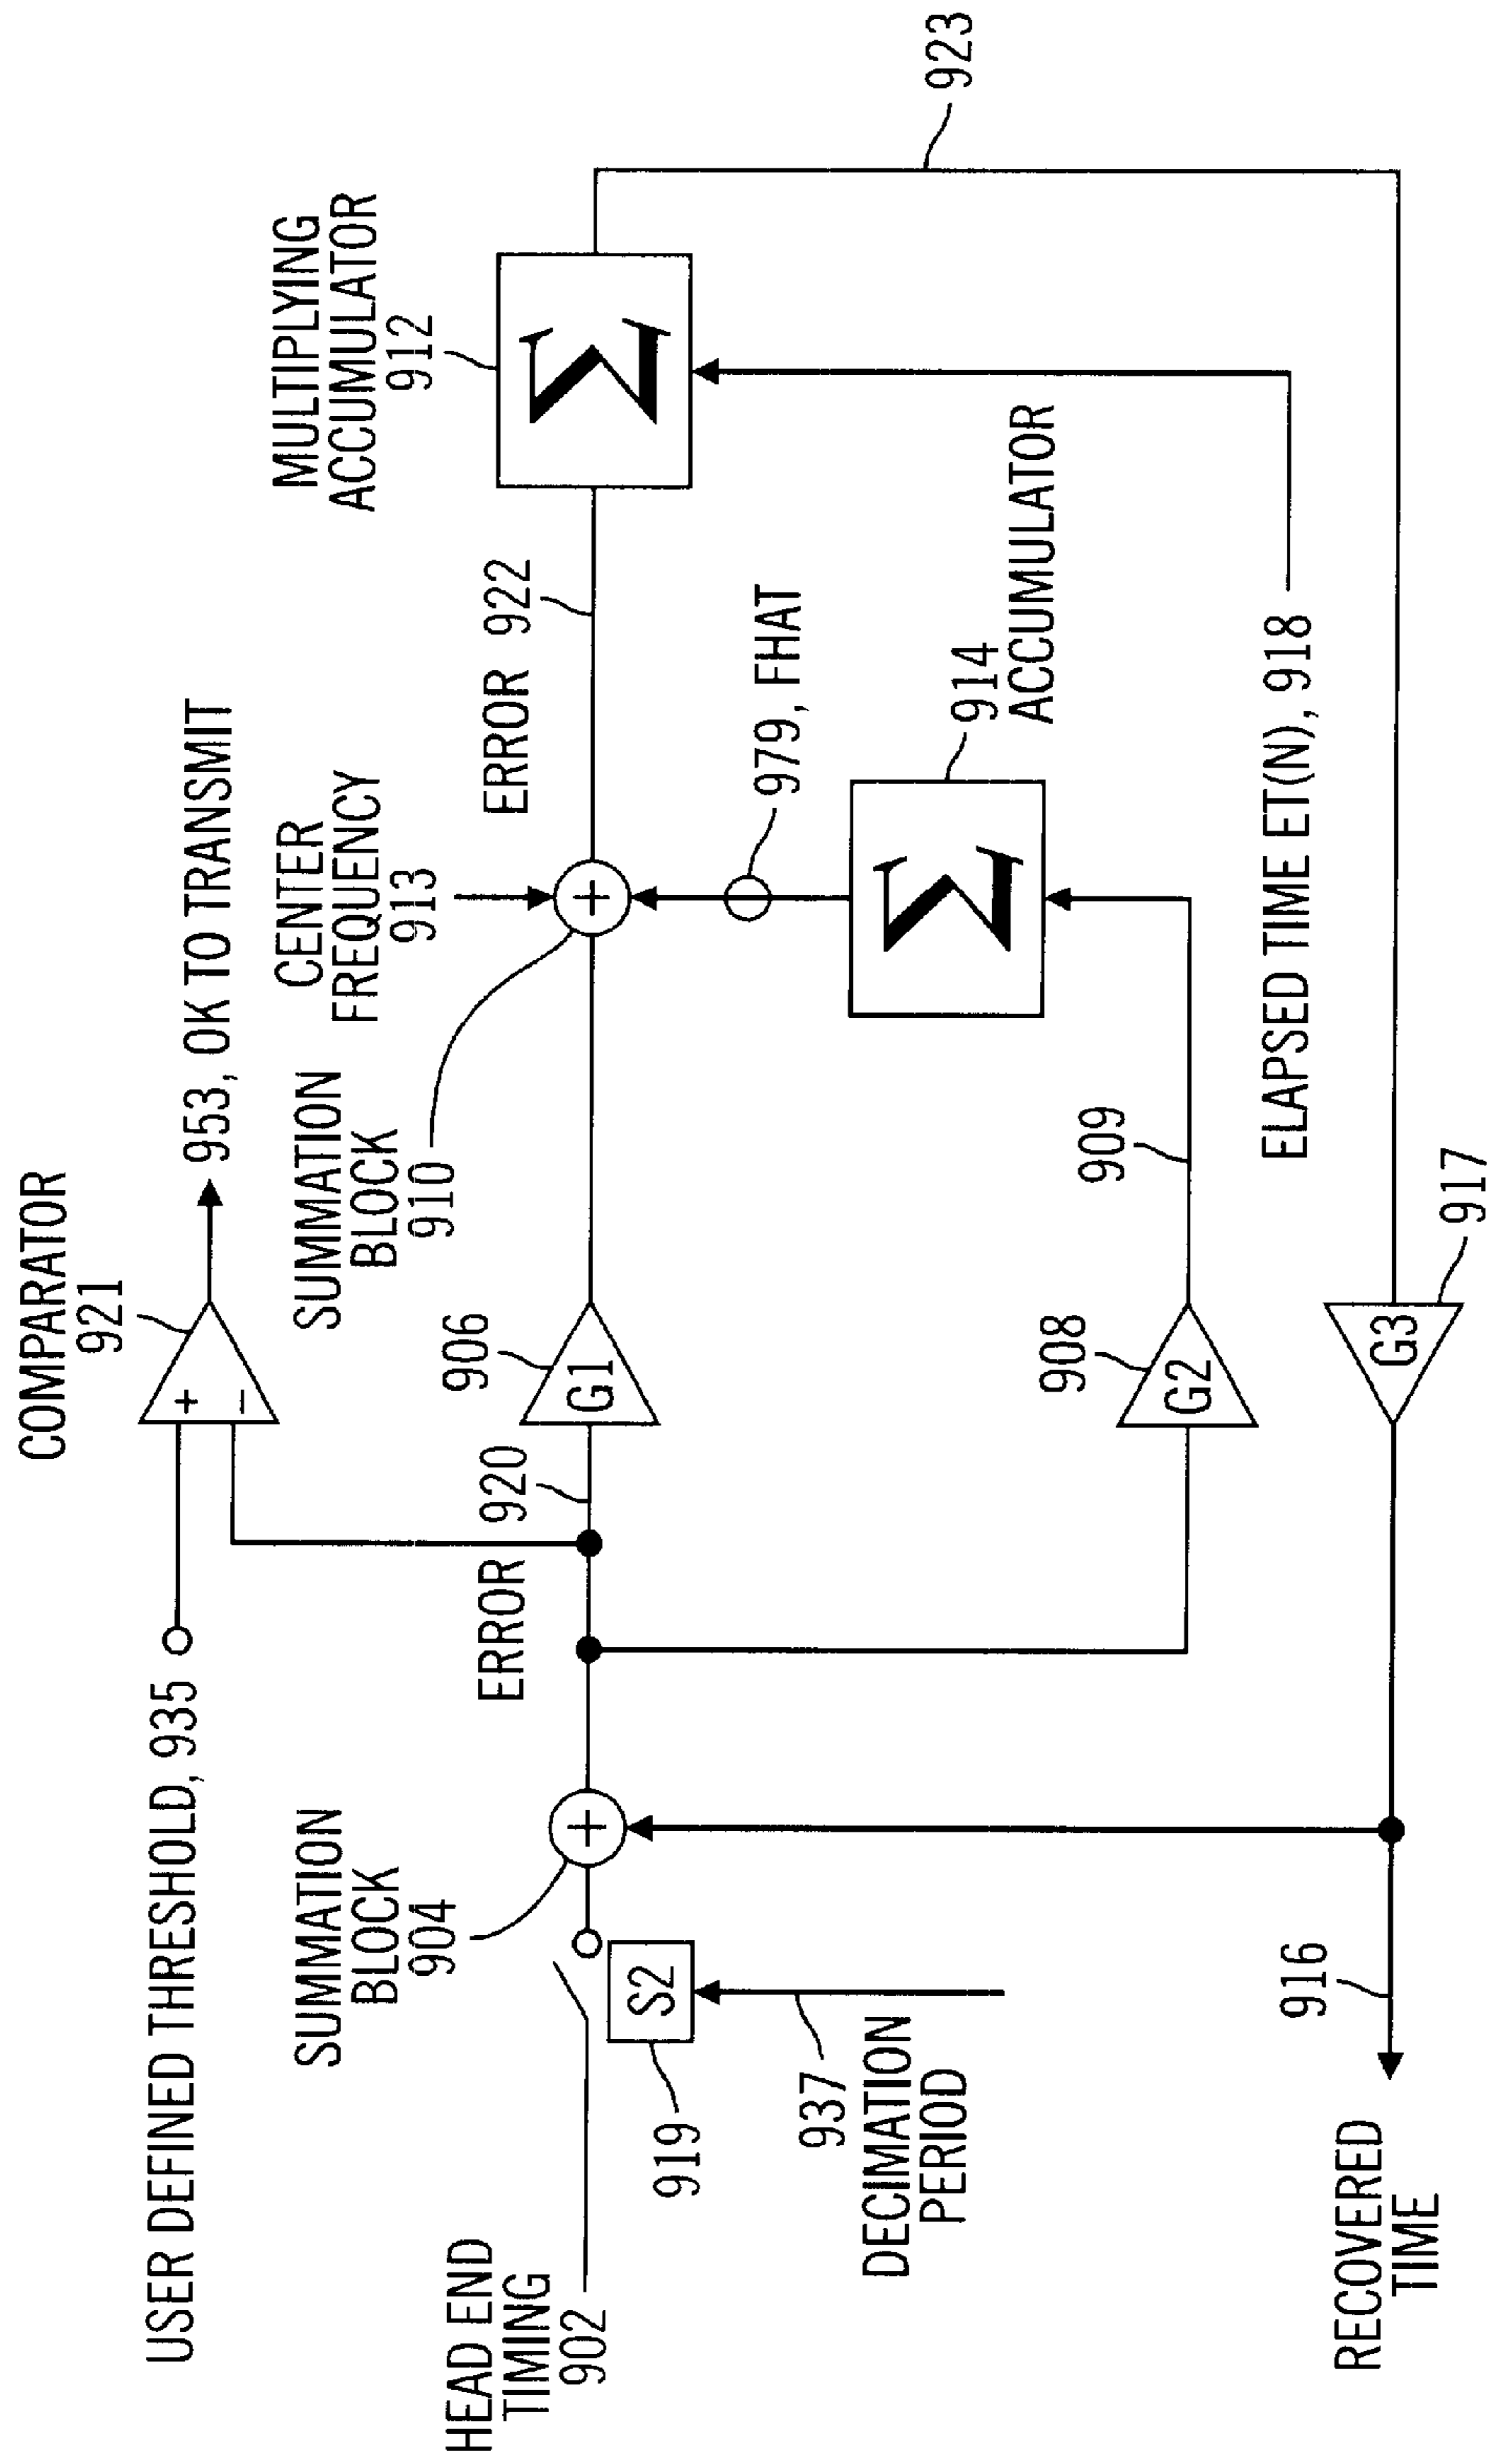 COMPARATOR
921
+
−
953, OK TO TRANSMIT
USER DEFINED THRESHOLD, 935
SUMMATION
BLOCK
904
+
HEAD END
TIMING
902
S2
919
937
DECIMATION
PERIOD
ERROR
920
906
G1
SUMMATION
BLOCK
910
CENTER
FREQUENCY
913
+
ERROR 922
MULTIPLYING
ACCUMULATOR
912
Σ
923
979, FHAT
914
ACCUMULATOR
Σ
908
G2
909
ELAPSED TIME ET(N), 918
G3
917
916
RECOVERED
TIME